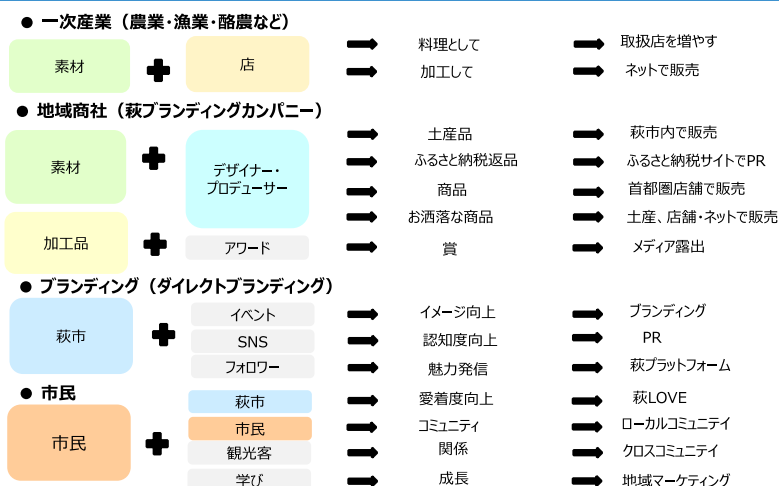 ● 一次産業（農業・漁業・酪農など）
素材
店
料理として
取扱店を増やす
加工して
ネットで販売
● 地域商社（萩ブランディングカンパニー）
素材
デザイナー・
プロデューサー
土産品
萩市内で販売
ふるさと納税返品
ふるさと納税サイトでPR
商品
首都圏店舗で販売
お洒落な商品
土産、店舗・ネットで販売
加工品
アワード
賞
メディア露出
● ブランディング（ダイレクトブランディング）
萩市
イベント
イメージ向上
ブランディング
SNS
認知度向上
PR
フォロワー
魅力発信
萩プラットフォーム
● 市民
市民
萩市
愛着度向上
萩LOVE
市民
コミュニティ
ローカルコミュニテイ
観光客
関係
クロスコミュニテイ
学び
成長
地域マーケティング